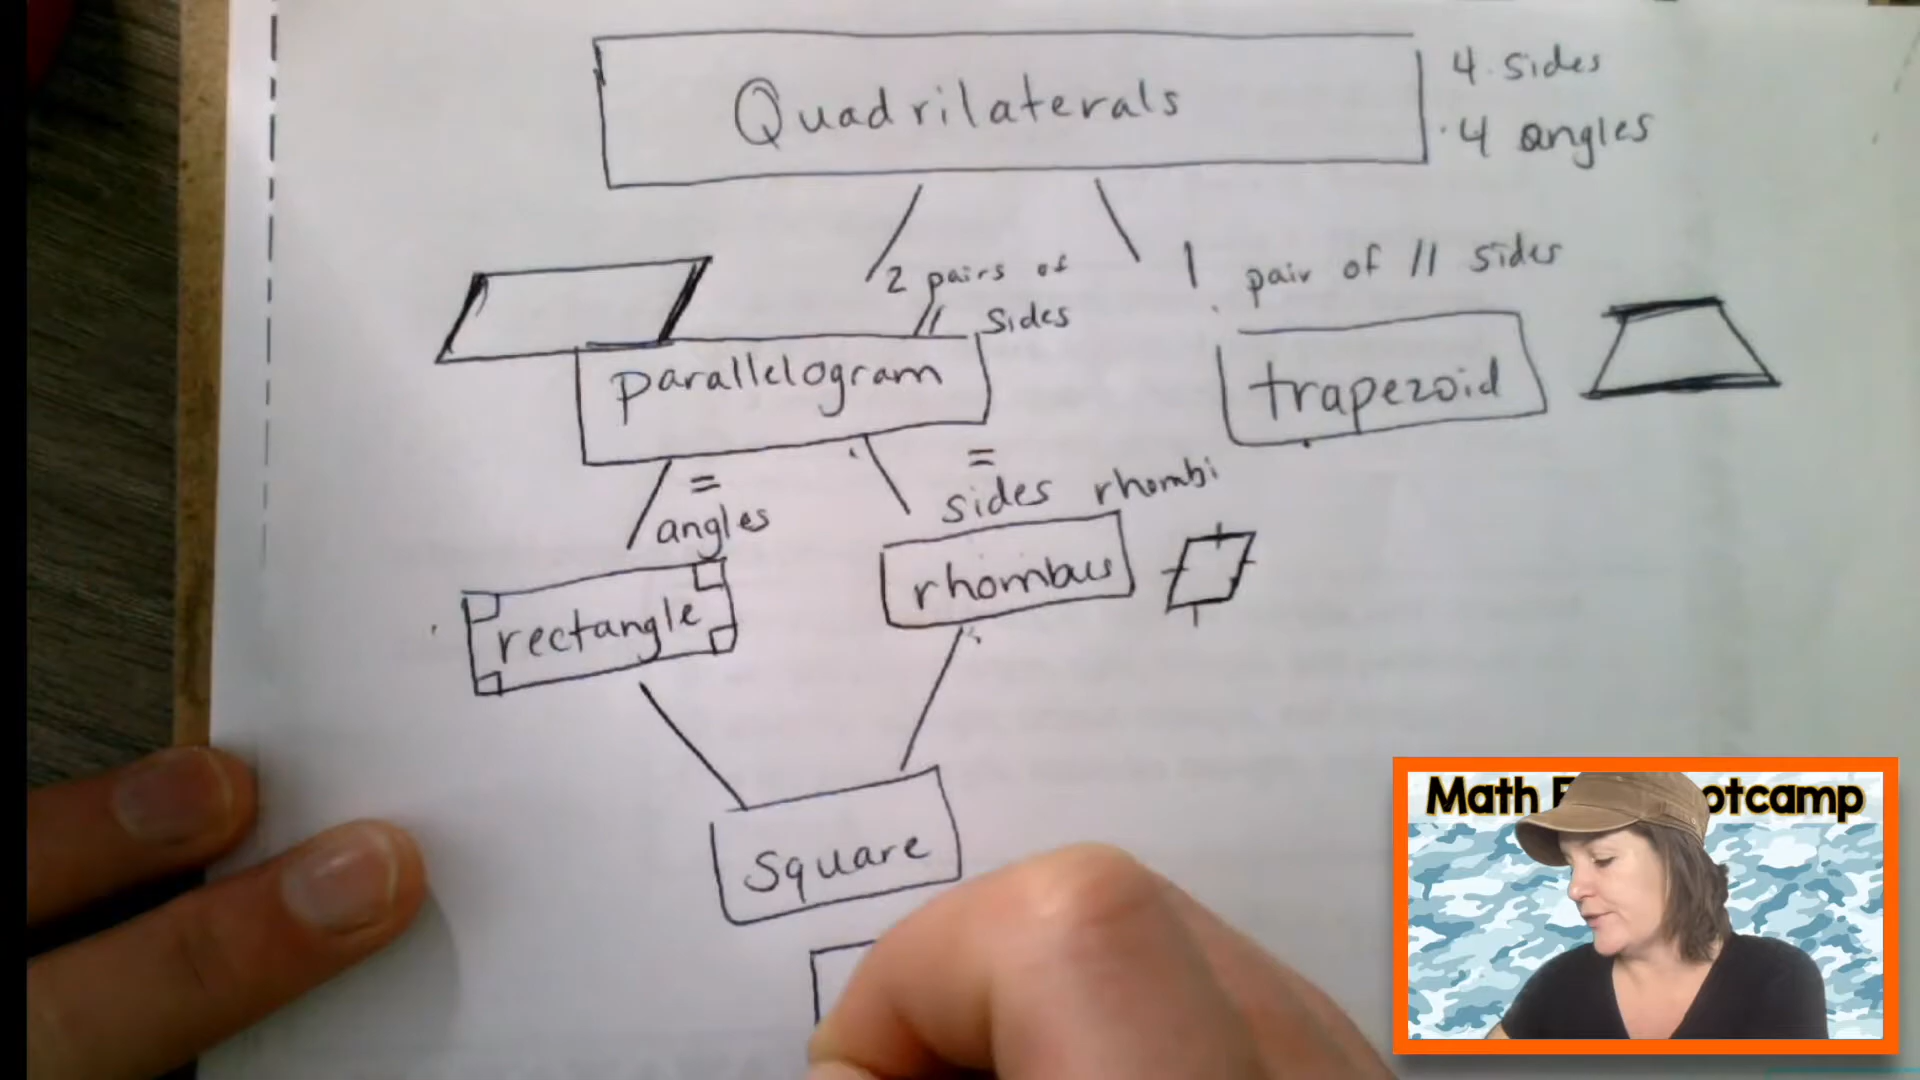 Quadrilaterals
4 sides
4 angles
2 pairs of
// sides
1 pair of // sides
parallelogram
trapezoid
=
angles
=
sides rhombi
rectangle
rhombus
square
Math otcamp